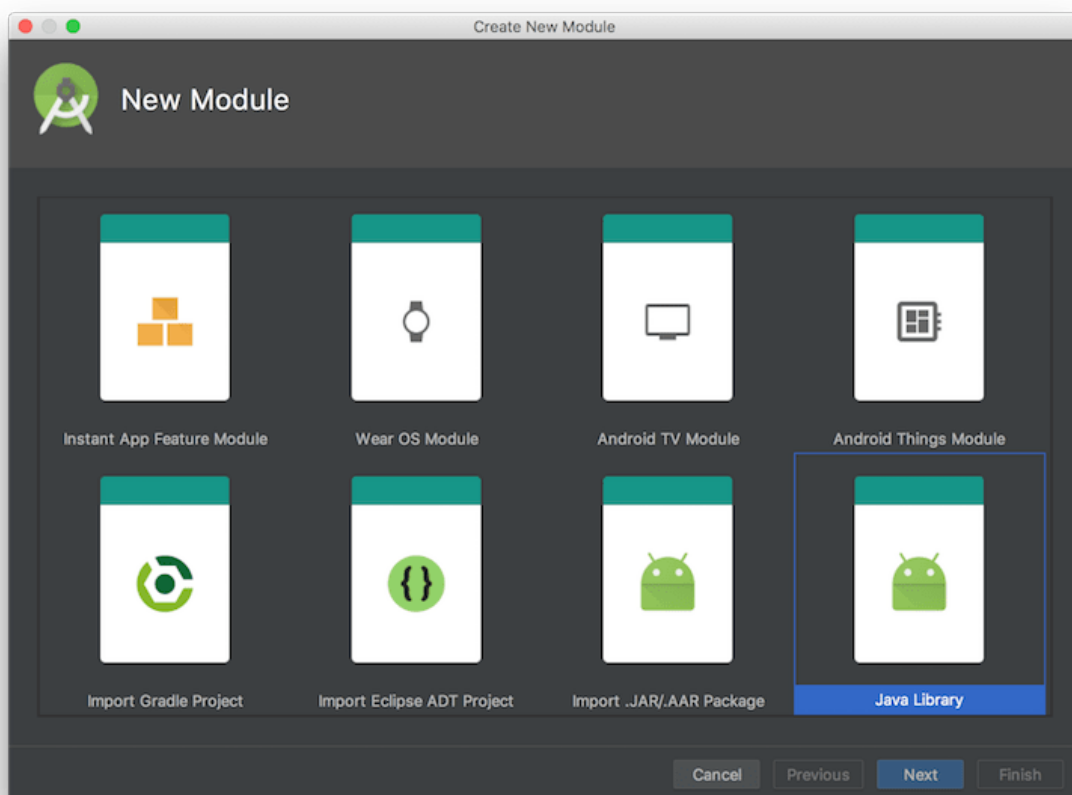 Create New Module
New Module
Instant App Feature Module
Wear OS Module
Android TV Module
Android Things Module
Import Gradle Project
Import Eclipse ADT Project
Import .JAR/.AAR Package
Java Library
Cancel
Previous
Next
Finish